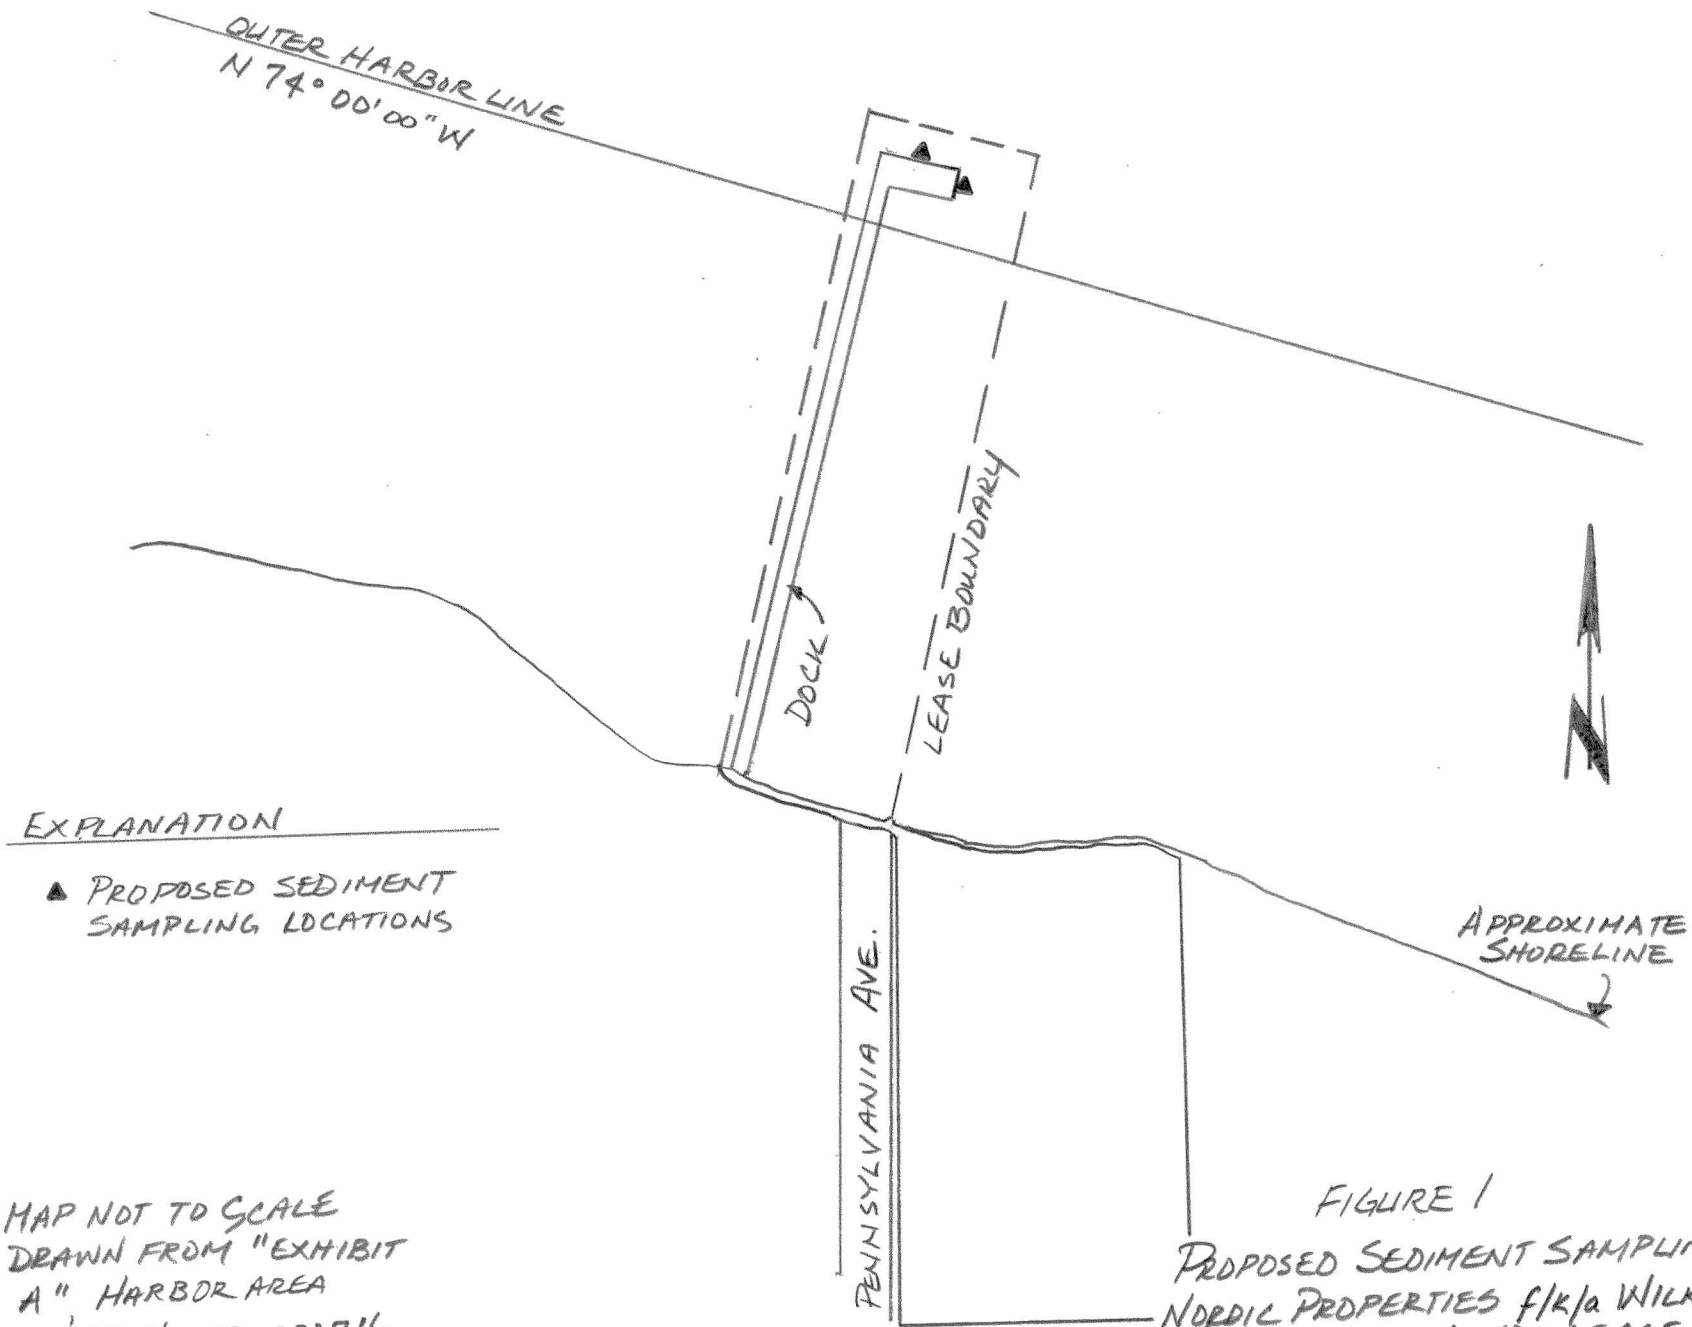 OUTER HARBOR LINE
N 74° 00' 00" W
DOCK
LEASE BOUNDARY
N
EXPLANATION
▲ PROPOSED SEDIMENT
SAMPLING LOCATIONS
APPROXIMATE
SHORELINE
PENNSYLVANIA AVE.
MAP NOT TO SCALE
DRAWN FROM "EXHIBIT
A" HARBOR AREA
FIGURE 1
PROPOSED SEDIMENT
NORDIC PROPERTIES f/k/a